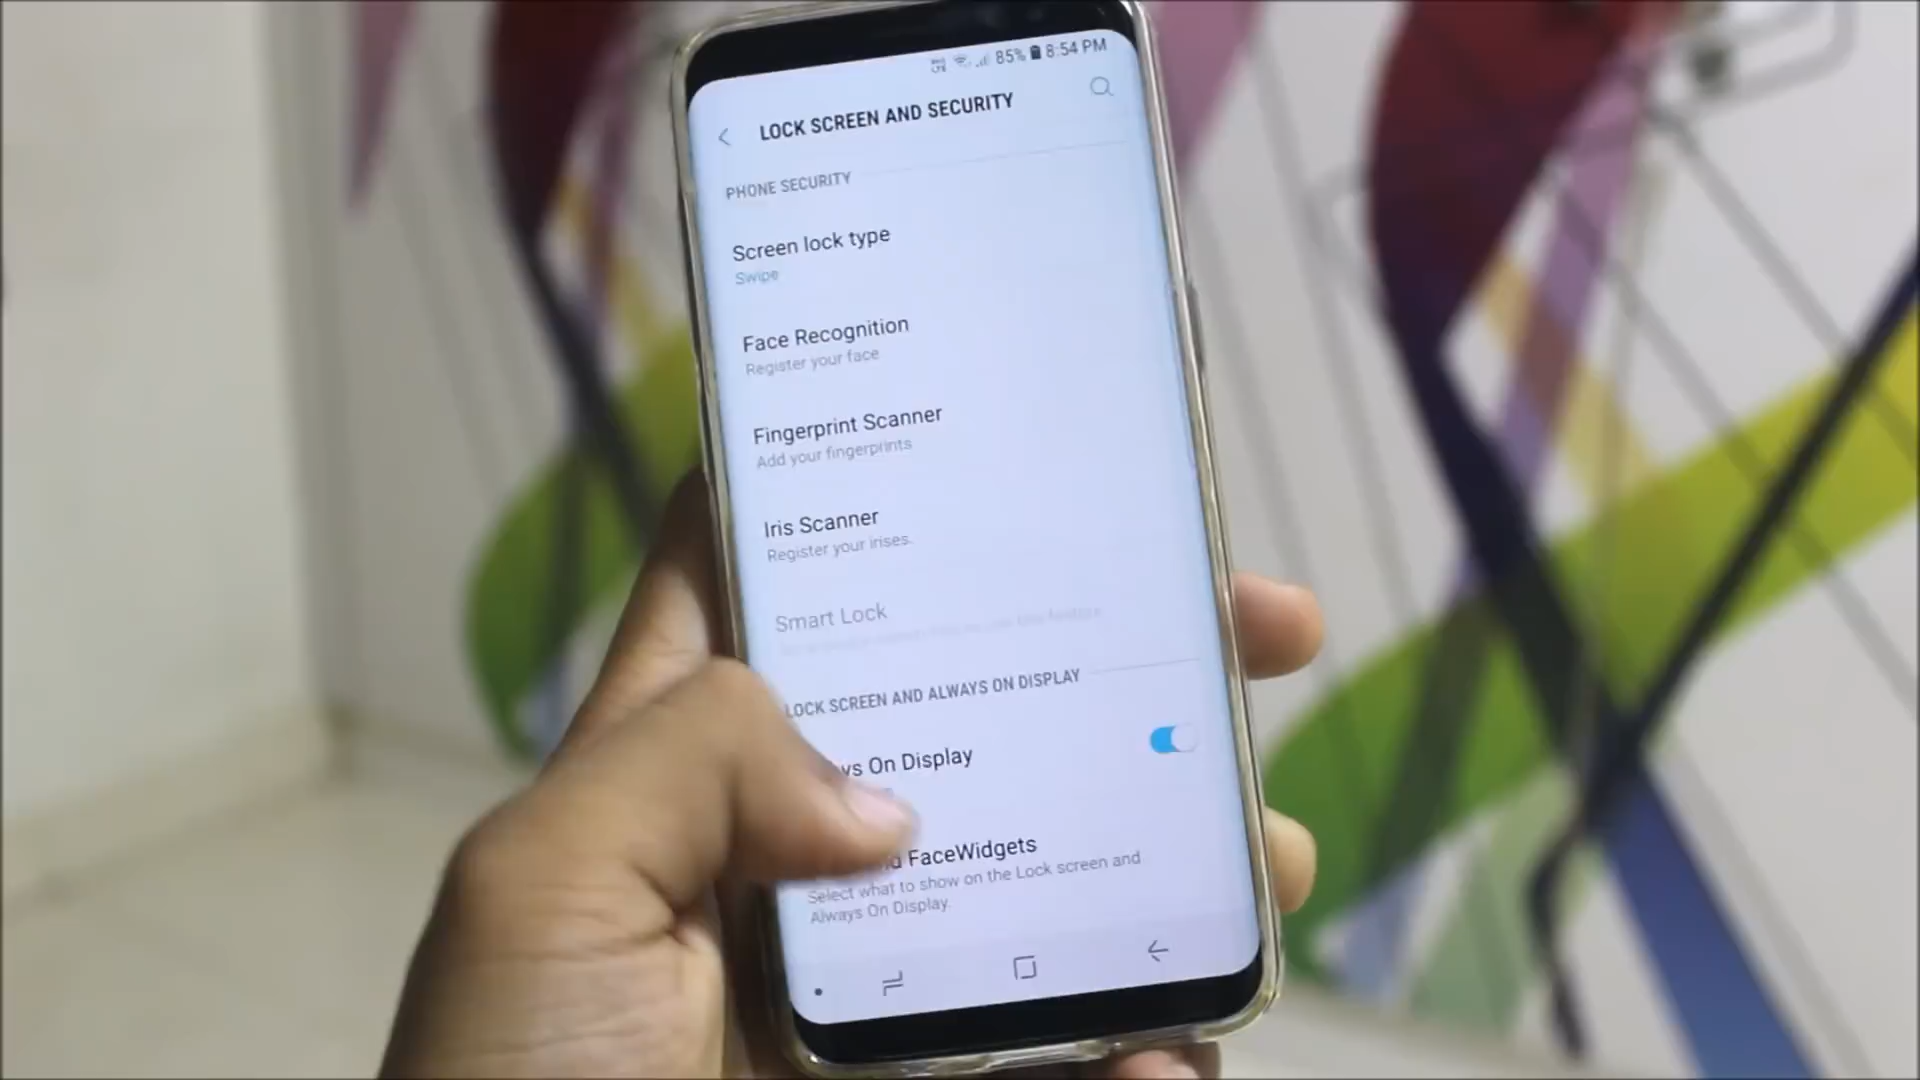 85% 8:54 PM
LOCK SCREEN AND SECURITY
PHONE SECURITY
Screen lock type
Swipe
Face Recognition
Register your face
Fingerprint Scanner
Add your fingerprints
Iris Scanner
Register your irises.
Smart Lock
LOCK SCREEN AND ALWAYS ON DISPLAY
On Display
FaceWidgets
Select what to show on the Lock screen and
Always On Display.